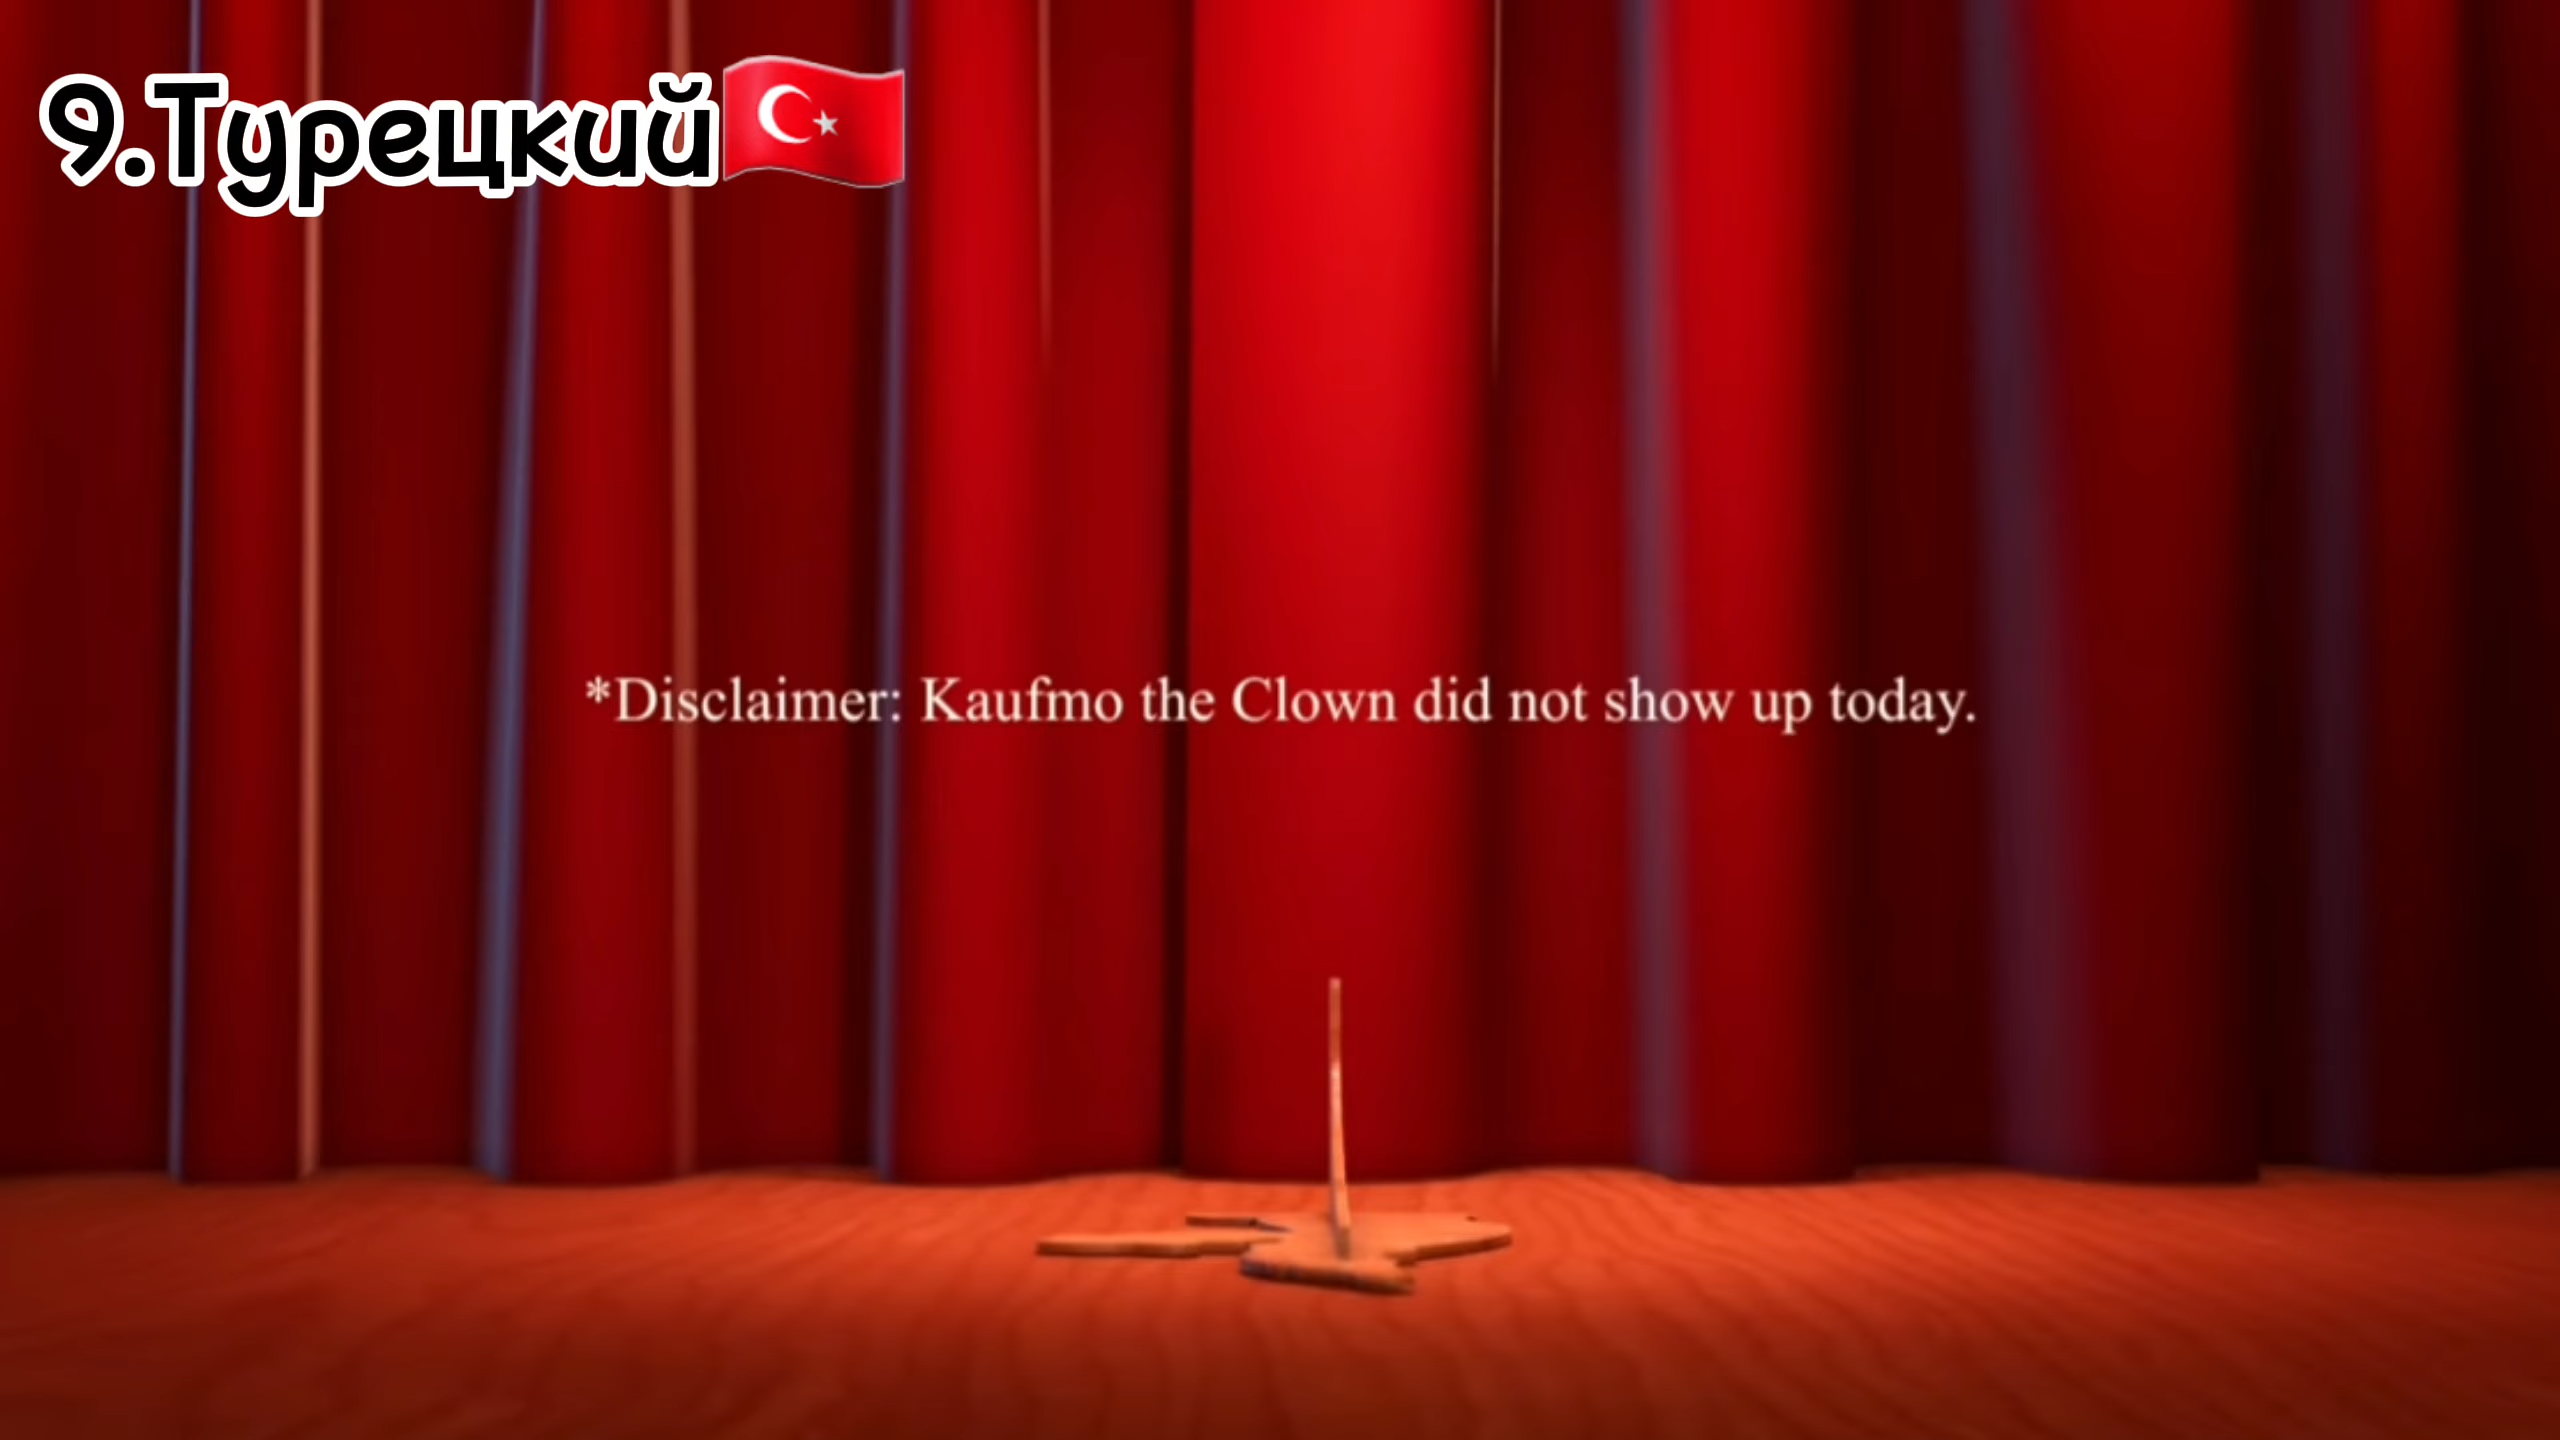 9.Турецкий
*Disclaimer: Kaufmo the Clown did not show up today.